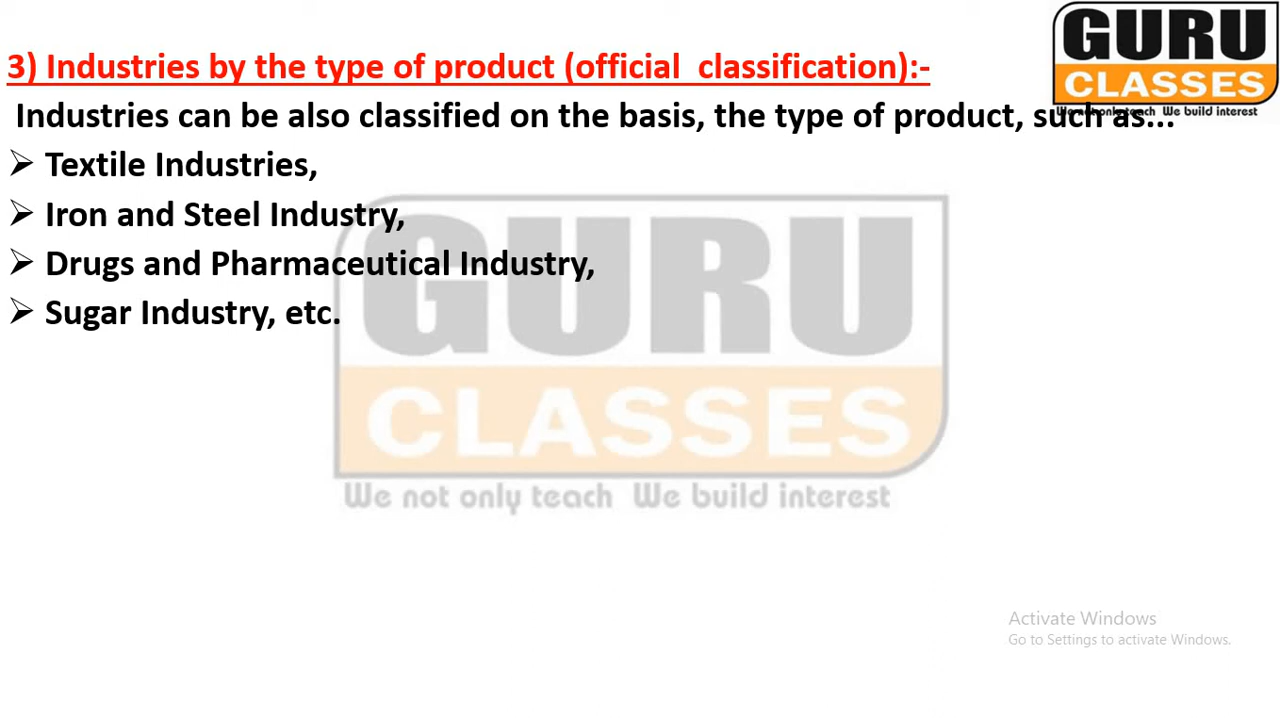 GURU
CLASSES
We not only teach We build interest
3) Industries by the type of product (official classification):-
Industries can be also classified on the basis, the type of product, such as...
➢ Textile Industries,
➢ Iron and Steel Industry,
➢ Drugs and Pharmaceutical Industry,
➢ Sugar Industry, etc.
GURU
CLASSES
We not only teach We build interest
Activate Windows
Go to Settings to activate Windows.